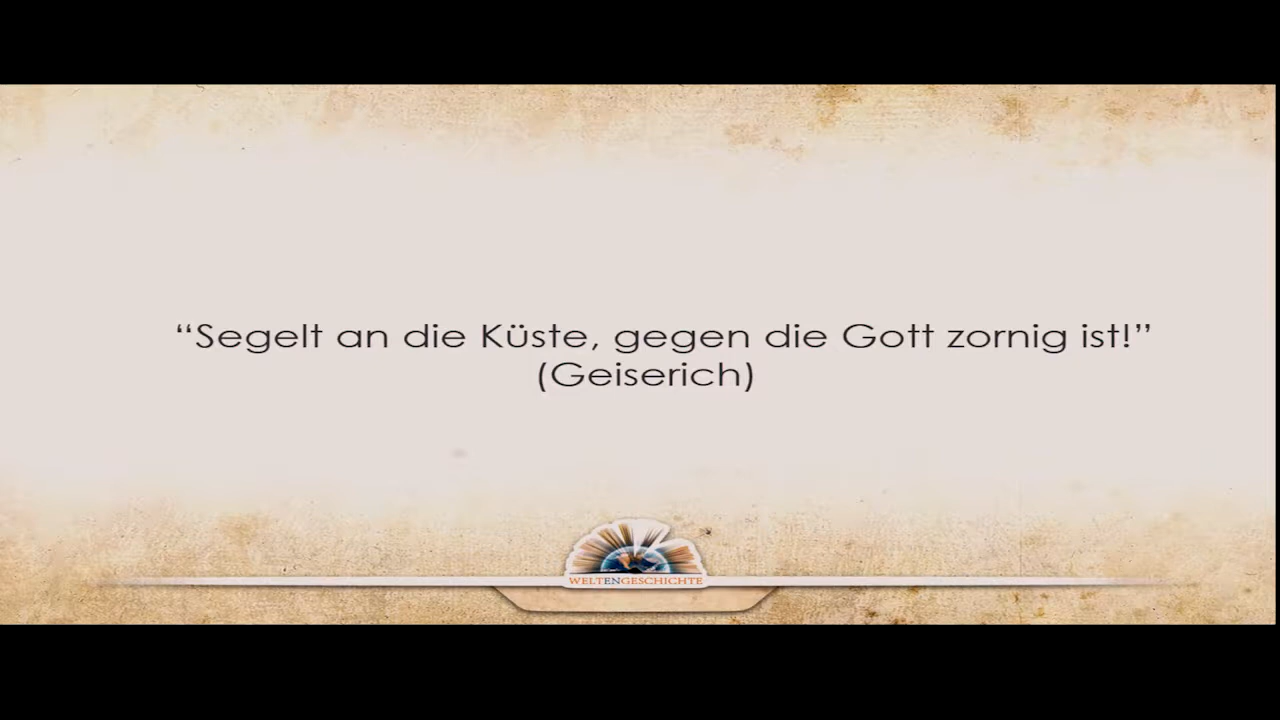 “Segelt an die Küste, gegen die Gott zornig ist!”
(Geiserich)
WELTENGESCHICHTE